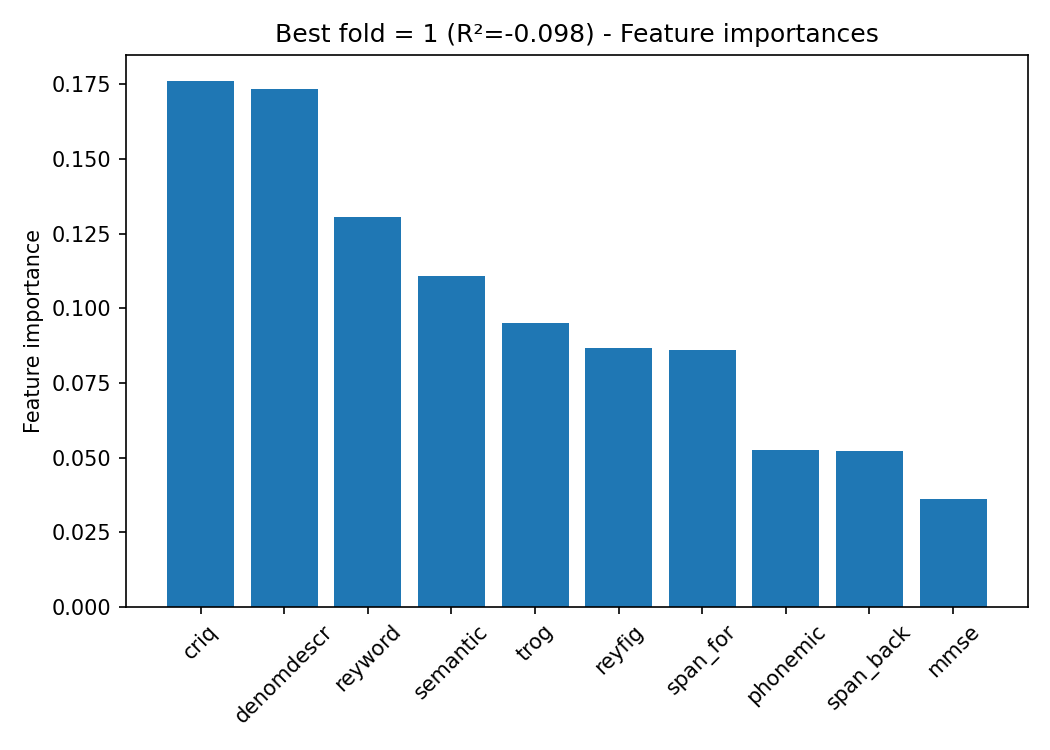 Best fold = 1 (R²=-0.098) - Feature importances
Feature importance
0.175
0.150
0.125
0.100
0.075
0.050
0.025
0.000
criq
denomdescr
reyword
semantic
trog
reyfig
span_for
phonemic
span_back
mmse